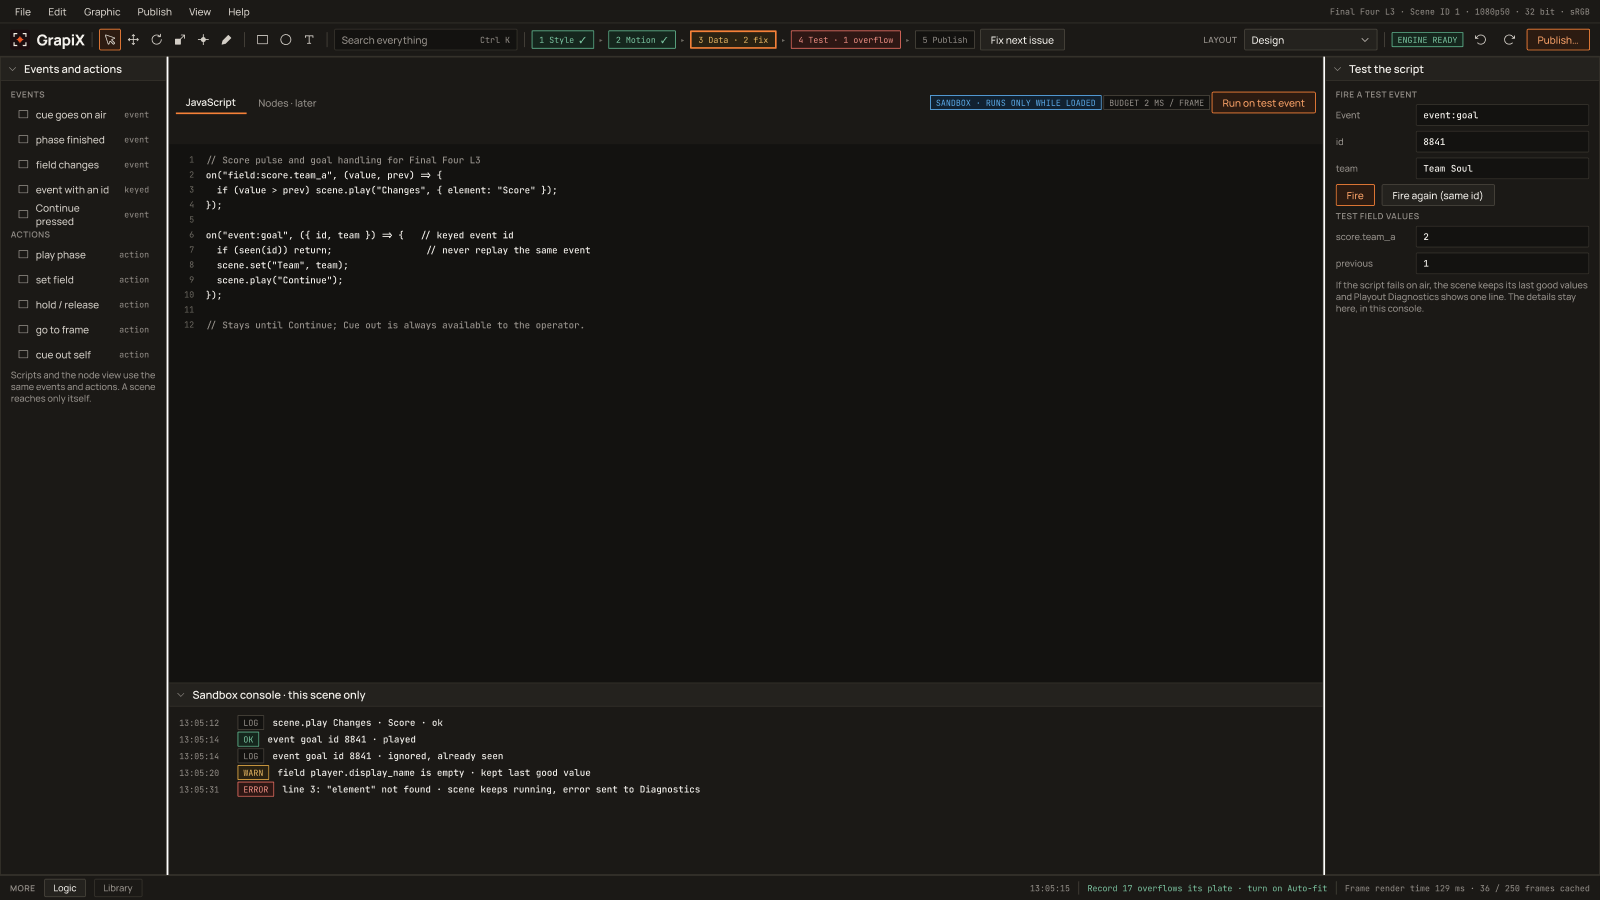 File Edit Graphic Publish View Help
Final Four L3 · Scene ID 1 · 1080p50 · 32 bit · sRGB
GrapiX
Search everything Ctrl K
1 Style ✓
2 Motion ✓
3 Data · 2 fix
4 Test · 1 overflow
5 Publish
Fix next issue
LAYOUT Design
ENGINE READY
Publish...
Events and actions
EVENTS
cue goes on air event
phase finished event
field changes event
event with an id keyed
Continue pressed event
ACTIONS
play phase action
set field action
hold / release action
go to frame action
cue out self action
Scripts and the node view use the
same events and actions. A scene
reaches only itself.
JavaScript Nodes · later
SANDBOX · RUNS ONLY WHILE LOADED
BUDGET 2 MS / FRAME
Run on test event
1 // Score pulse and goal handling for Final Four L3
2 on("field:score.team_a", (value, prev) => {
3 if (value > prev) scene.play("Changes", { element: "Score" });
4 });
5
6 on("event:goal", ({ id, team }) => { // keyed event id
7 if (seen(id)) return; // never replay the same event
8 scene.set("Team", team);
9 scene.play("Continue");
10 });
11
12 // Stays until Continue; Cue out is always available to the operator.
Sandbox console · this scene only
13:05:12 LOG scene.play Changes · Score · ok
13:05:14 OK event goal id 8841 · played
13:05:14 LOG event goal id 8841 · ignored, already seen
13:05:20 WARN field player.display_name is empty · kept last good value
13:05:31 ERROR line 3: "element" not found · scene keeps running, error sent to Diagnostics
Test the script
FIRE A TEST EVENT
Event event:goal
id 8841
team Team Soul
Fire Fire again (same id)
TEST FIELD VALUES
score.team_a 2
previous 1
If the script fails on air, the scene keeps its last good values
and Playout Diagnostics shows one line. The details stay
here, in this console.
MORE Logic Library
13:05:15 Record 17 overflows its plate · turn on Auto-fit Frame render time 129 ms · 36 / 250 frames cached